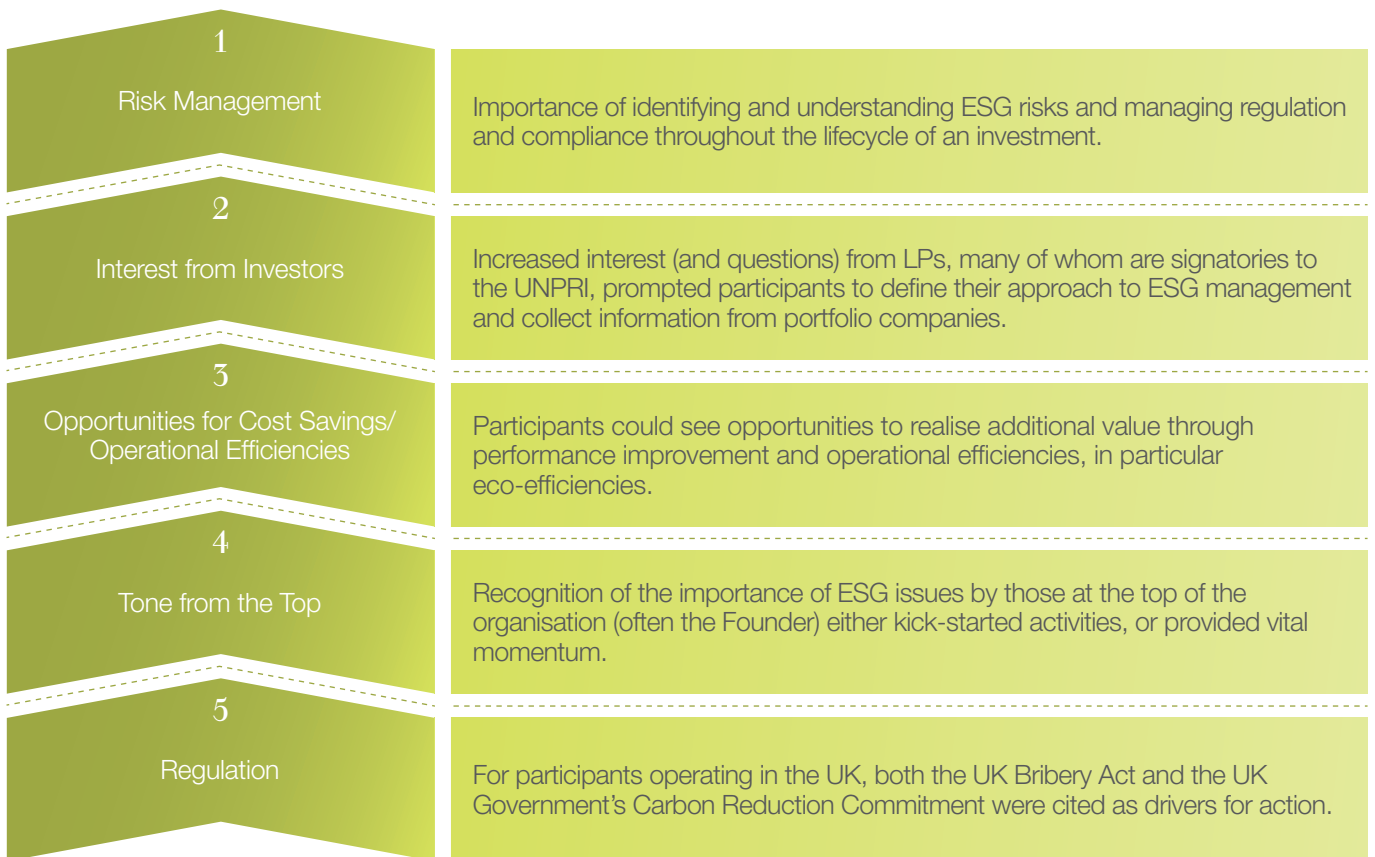 1
Risk Management
Importance of identifying and understanding ESG risks and managing regulation
and compliance throughout the lifecycle of an investment.
2
Interest from Investors
Increased interest (and questions) from LPs, many of whom are signatories to
the UNPRI, prompted participants to define their approach to ESG management
and collect information from portfolio companies.
3
Opportunities for Cost Savings/
Operational Efficiencies
Participants could see opportunities to realise additional value through
performance improvement and operational efficiencies, in particular
eco-efficiencies.
4
Tone from the Top
Recognition of the importance of ESG issues by those at the top of the
organisation (often the Founder) either kick-started activities, or provided vital
momentum.
5
Regulation
For participants operating in the UK, both the UK Bribery Act and the UK
Government's Carbon Reduction Commitment were cited as drivers for action.